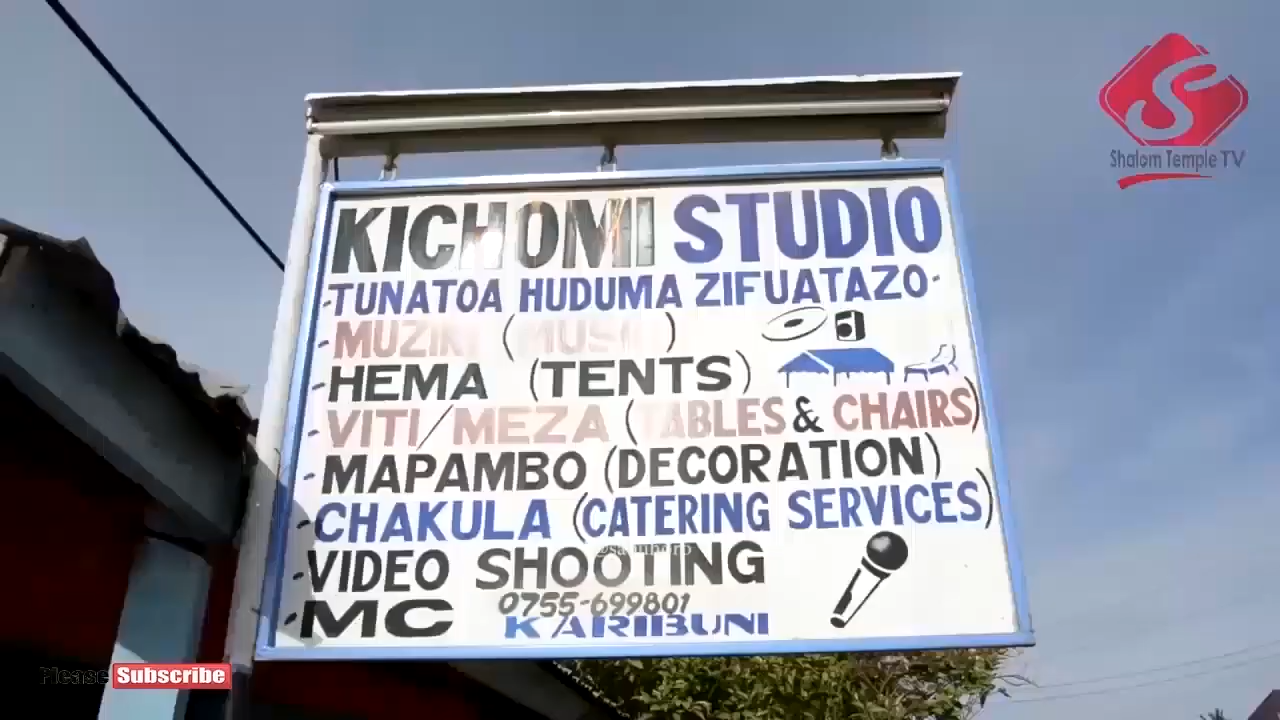 KICHOMI STUDIO
-TUNATOA HUDUMA ZIFUATAZO-
-MUZIKI (MUSIC)
-HEMA (TENTS)
-VITI/MEZA (TABLES & CHAIRS)
-MAPAMBO (DECORATION)
-CHAKULA (CATERING SERVICES)
-VIDEO SHOOTING
-MC
0755-699801
KARIBUNI
S
Shalom Temple TV
Please Subscribe